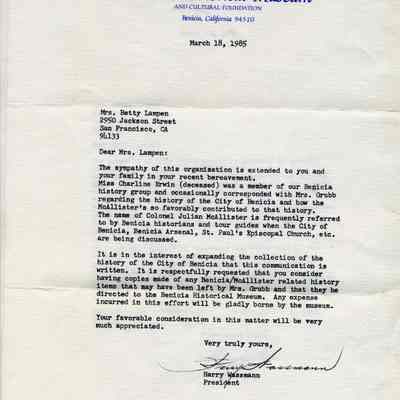 AND CULTURAL FOUNDATION
Benicia, California 94510
March 18, 1985
Mrs. Betty Lampen
2950 Jackson Street
San Francisco, CA
94133
Dear Mrs. Lampen:
The sympathy of this organization is extended to you and
your family in your recent bereavement.
Miss Charline Erwin (deceased) was a member of our Benicia
history group and occasionally corresponded with Mrs. Grubb
regarding the history of the City of Benicia and how the
McAllister's so favorably contributed to that history.
The name of Colonel Julian McAllister is frequently referred
to by Benicia historians and tour guides when the City of
Benicia, Benicia Arsenal, St. Paul's Episcopal Church, etc.
are being discussed.
It is in the interest of expanding the collection of the
history of the City of Benicia that this communication is
written. It is respectfully requested that you consider
having copies made of any Benicia/McAllister related history
items that may have been left by Mrs. Grubb and that they be
directed to the Benicia Historical Museum. Any expense
incurred in this effort will be gladly born by the museum.
Your favorable consideration in this matter will be very
much appreciated.
Very truly yours,
Harry Wassmann
Harry Wassmann
President